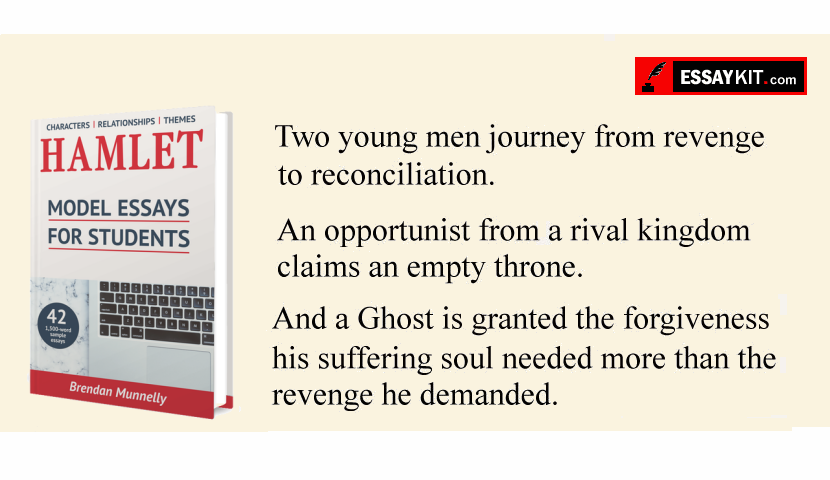 ESSAYKIT.com
CHARACTERS | RELATIONSHIPS | THEMES
HAMLET
MODEL ESSAYS
FOR STUDENTS
42
1,500-word
sample
essays
Brendan Munnelly
Two young men journey from revenge
to reconciliation.
An opportunist from a rival kingdom
claims an empty throne.
And a Ghost is granted the forgiveness
his suffering soul needed more than the
revenge he demanded.